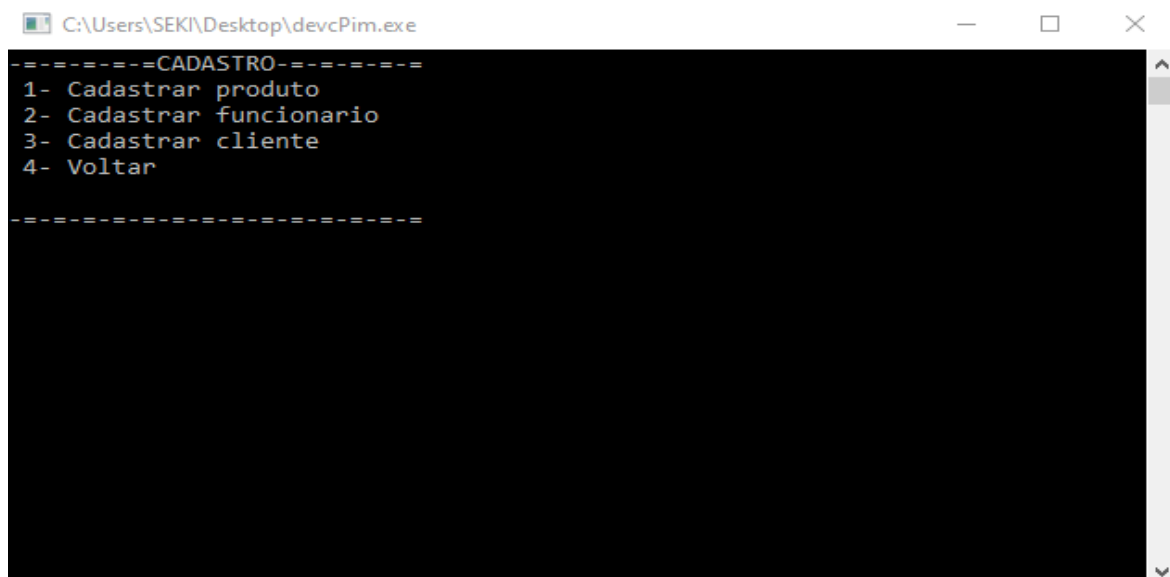 C:\Users\SEKI\Desktop\devcPim.exe
-=-=-=-=-=CADASTRO-=-=-=-=-=
1- Cadastrar produto
2- Cadastrar funcionario
3- Cadastrar cliente
4- Voltar
-=-=-=-=-=-=-=-=-=-=-=-=-=-=